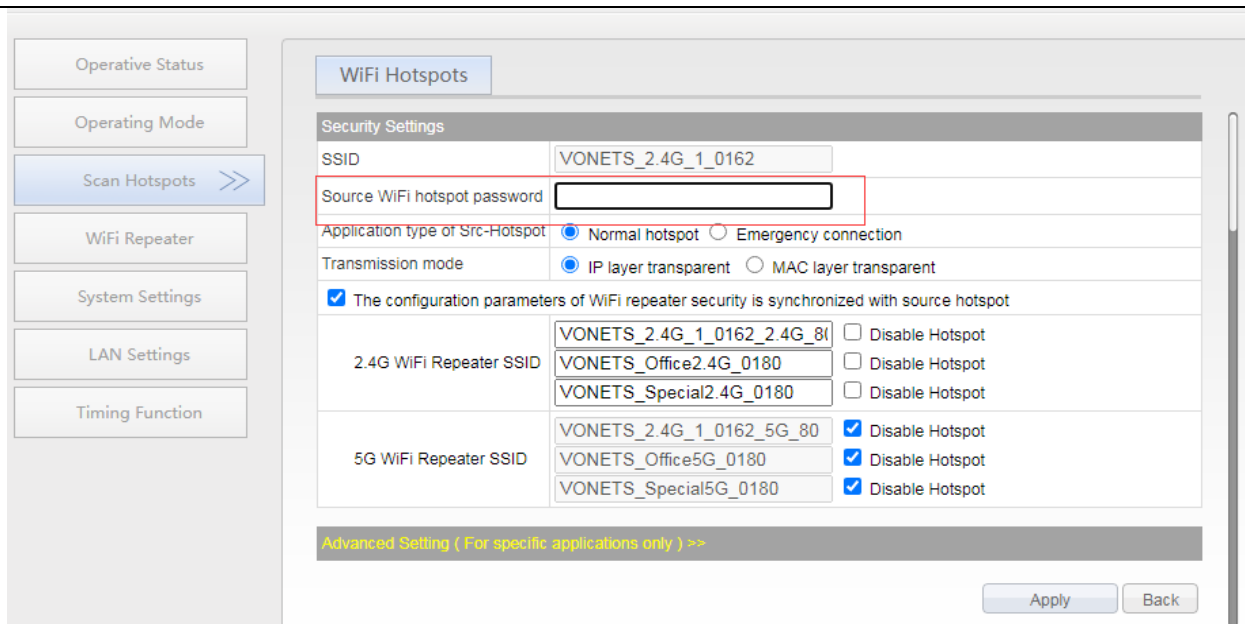 Operative Status
Operating Mode
Scan Hotspots >>
WiFi Repeater
System Settings
LAN Settings
Timing Function
WiFi Hotspots
Security Settings
SSID VONETS_2.4G_1_0162
Source WiFi hotspot password
Application type of Src-Hotspot Normal hotspot Emergency connection
Transmission mode IP layer transparent MAC layer transparent
The configuration parameters of WiFi repeater security is synchronized with source hotspot
VONETS_2.4G_1_0162_2.4G_8 Disable Hotspot
2.4G WiFi Repeater SSID VONETS_Office2.4G_0180 Disable Hotspot
VONETS_Special2.4G_0180 Disable Hotspot
VONETS_2.4G_1_0162_5G_80 Disable Hotspot
5G WiFi Repeater SSID VONETS_Office5G_0180 Disable Hotspot
VONETS_Special5G_0180 Disable Hotspot
Advanced Setting ( For specific applications only ) >>
Apply Back